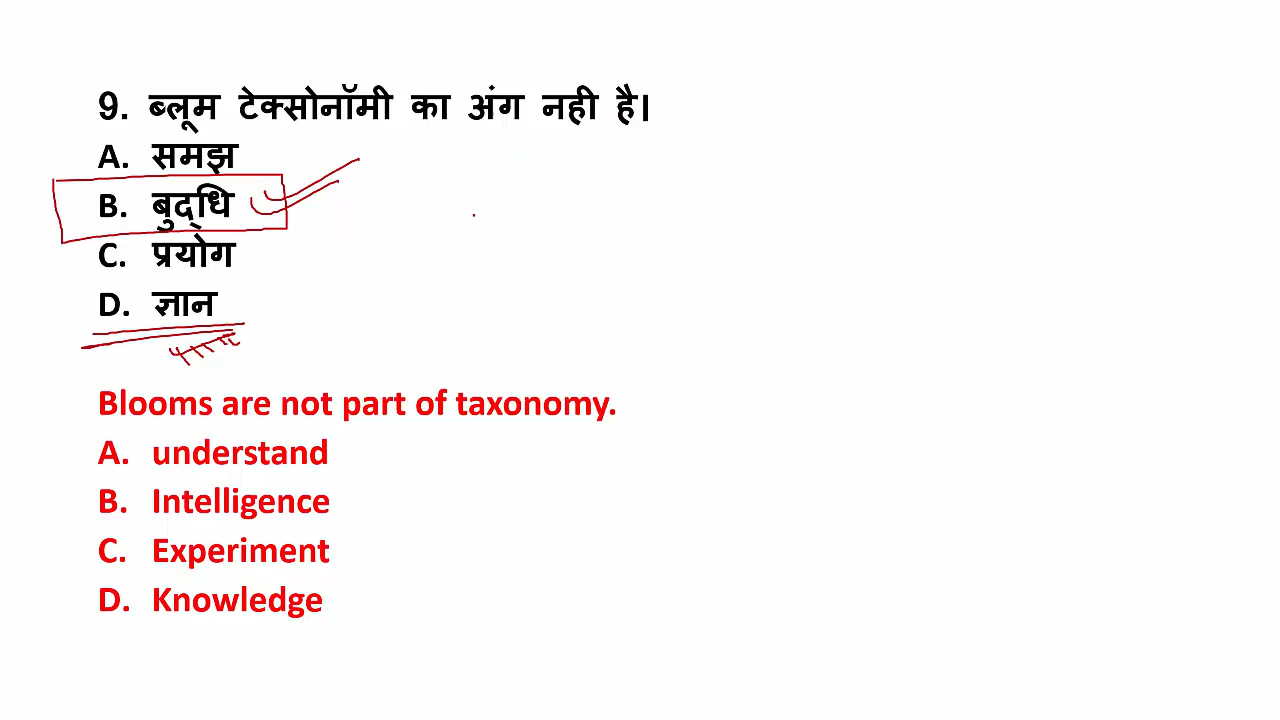 9. ब्लूम टेक्सोनॉमी का अंग नही है।
A. समझ
B. बुद्धि
C. प्रयोग
D. ज्ञान
Blooms are not part of taxonomy.
A. understand
B. Intelligence
C. Experiment
D. Knowledge